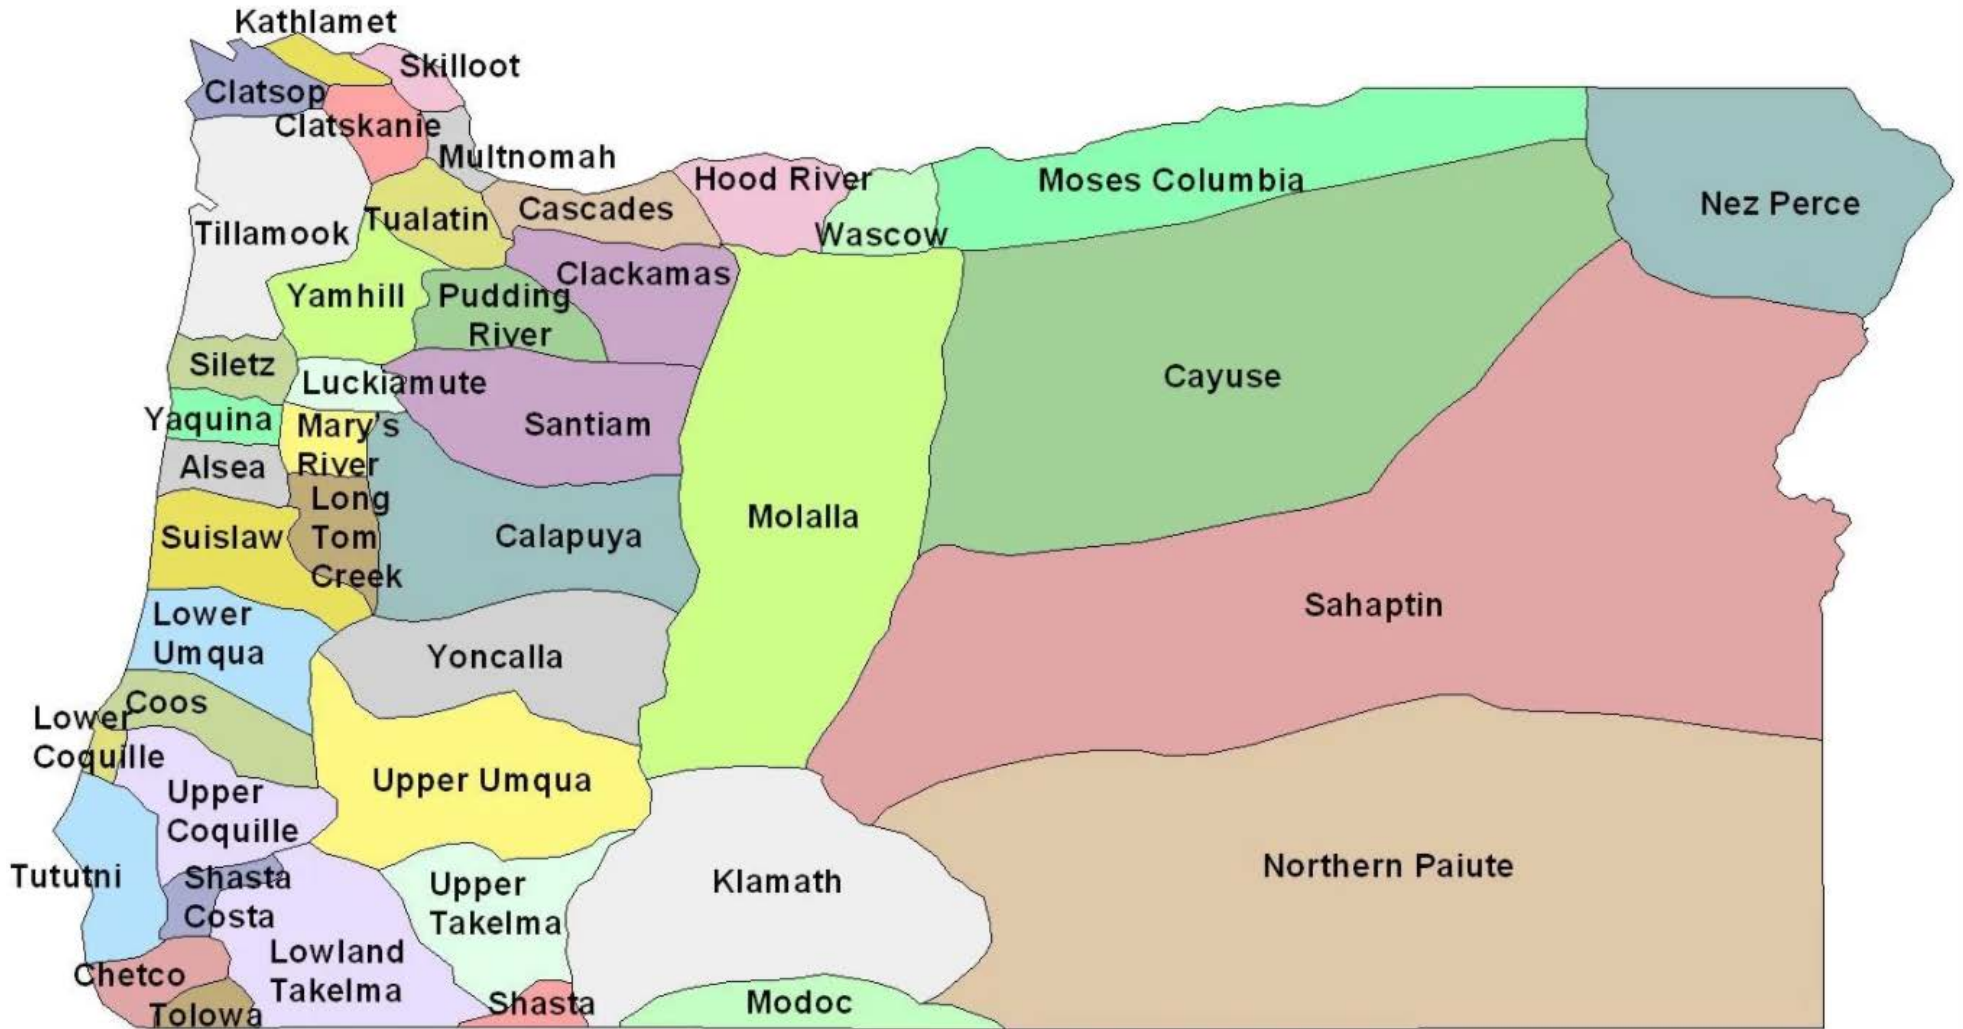 Kathlamet
Skilloot
Clatsop
Clatskanie
Multnomah
Hood River
Moses Columbia
Nez Perce
Cascades
Tualatin
Tillamook
Wascow
Clackamas
Yamhill
Pudding
River
Siletz
Luckiamute
Cayuse
Yaquina
Mary's
River
Santiam
Alsea
Long
Tom
Creek
Suislaw
Calapuya
Molalla
Sahaptin
Lower
Umqua
Yoncalla
Coos
Lower
Coquille
Upper Umqua
Upper
Coquille
Tututni
Shasta
Costa
Upper
Takelma
Klamath
Northern Paiute
Lowland
Takelma
Chetco
Tolowa
Shasta
Modoc